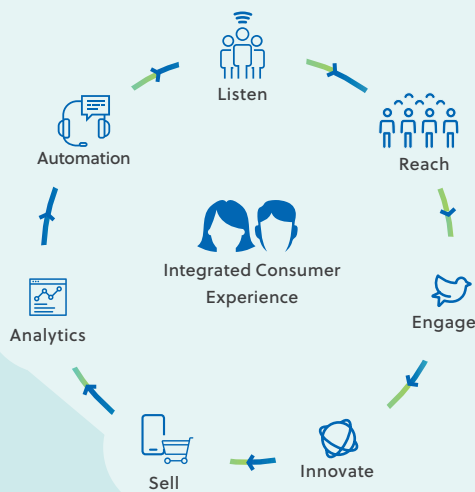 Listen
Reach
Engage
Innovate
Sell
Analytics
Automation
Integrated Consumer
Experience